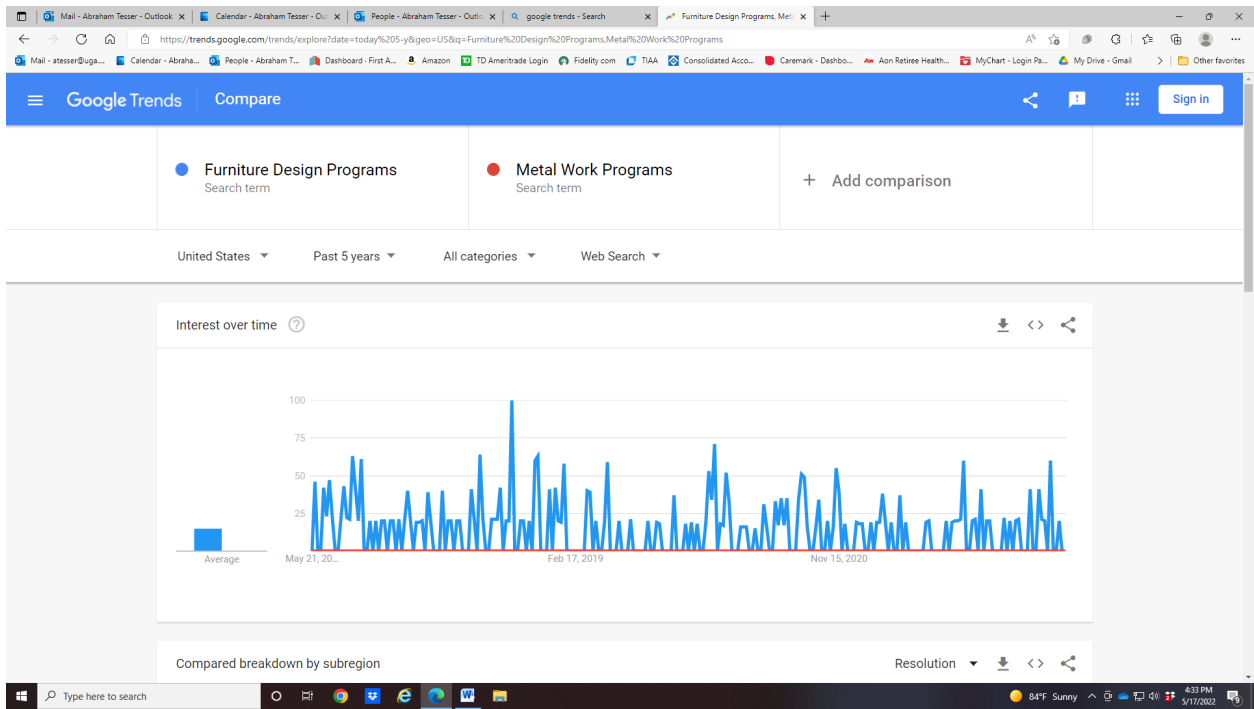 Mail - Abraham Tesser - Outlook
Calendar - Abraham Tesser - Out
People - Abraham Tesser - Outlo
google trends - Search
Furniture Design Programs, Met
https://trends.google.com/trends/explore?date=today%205-y&geo=US&q=Furniture%20Design%20Programs,Metal%20Work%20Programs
Mail - atesser@uga....
Calendar - Abraha...
People - Abraham T...
Dashboard - First A...
Amazon
TD Ameritrade Login
Fidelity com
TIAA
Consolidated Acco...
Caremark - Dashbo...
Aon Retiree Health...
MyChart - Login Pa...
My Drive - Gmail
Other favorites
Google Trends
Compare
Sign in
Furniture Design Programs
Search term
Metal Work Programs
Search term
+ Add comparison
United States
Past 5 years
All categories
Web Search
Interest over time ?
100
75
50
25
Average
May 21, 20...
Feb 17, 2019
Nov 15, 2020
Compared breakdown by subregion
Resolution
Type here to search
84°F Sunny
4:33 PM
5/17/2022